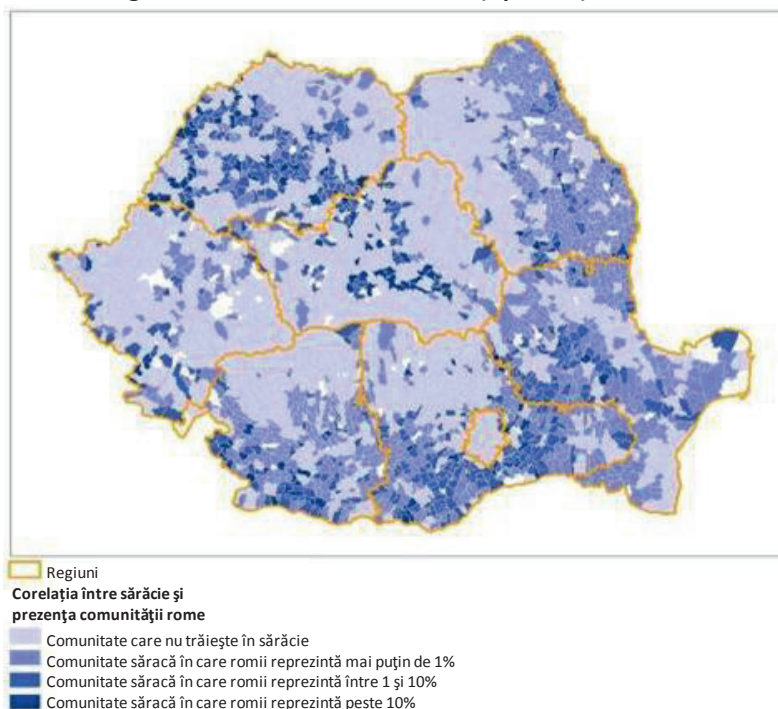 Regiuni
Corelația între sărăcie și
prezența comunității rome
Comunitate care nu trăiește în sărăcie
Comunitate săracă în care romii reprezintă mai puțin de 1%
Comunitate săracă în care romii reprezintă între 1 și 10%
Comunitate săracă în care romii reprezintă peste 10%